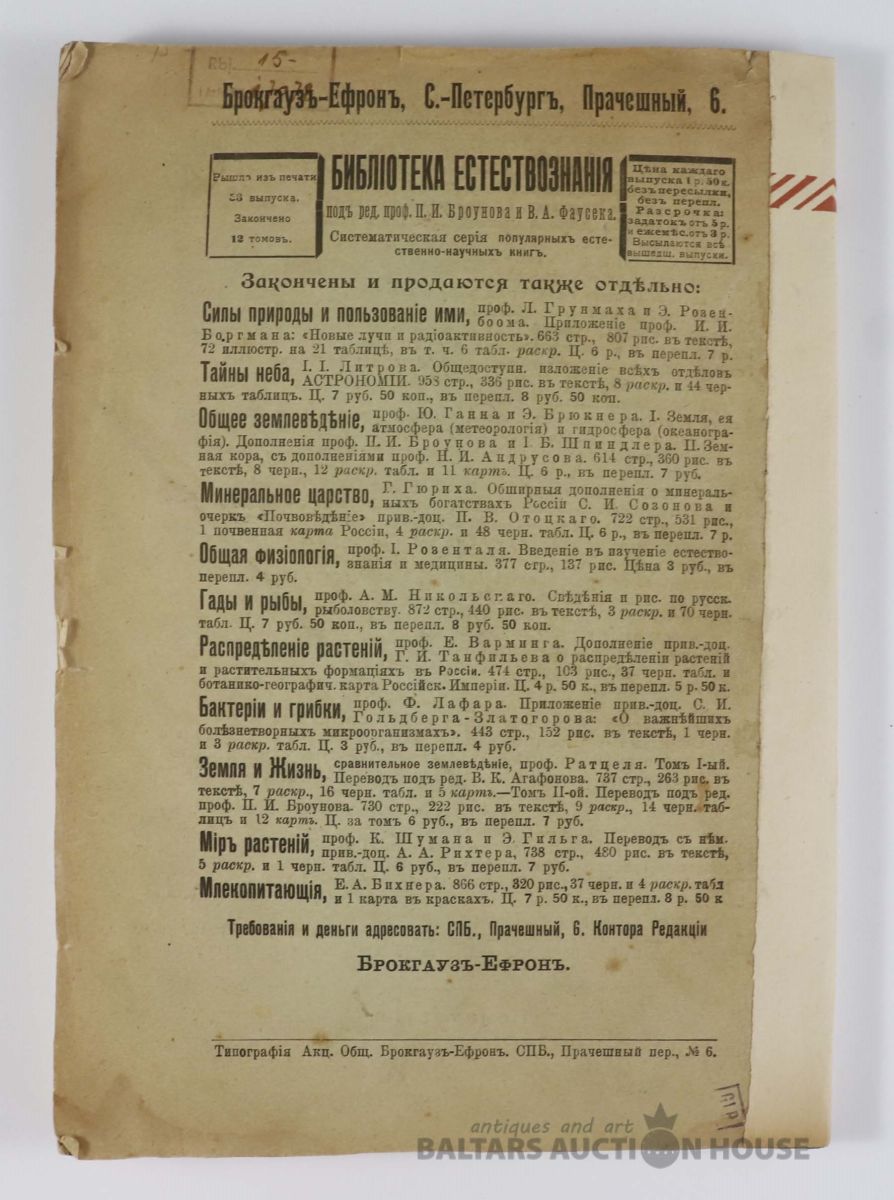 15-
Брокгаузъ-Ефронъ, С.-Петербургъ, Прачешный, 6.
Вышло изъ печати
58 выпуска.
Закончено
12 томовъ.
БИБЛІОТЕКА ЕСТЕСТВОЗНАНІЯ
подъ ред. проф. П. И. Броунова и В. А. Фаусека.
Систематическая серія популярныхъ есте-
ственно-научныхъ книгъ.
Цѣна каждаго
выпуска 1 р. 50 к.
безъ пересылки,
безъ перепл.
Разсрочка:
задатокъ отъ 5 р.
и ежемѣс. отъ 3 р.
Высылаются всѣ
вышедш. выпуски.
Закончены и продаются также отдѣльно:
Силы природы и пользованіе ими, проф. Л. Грунмаха и Э. Розен-
боома. Приложеніе проф. И. И.
Боргмана: «Новые лучи и радіоактивность». 663 стр., 807 рис. въ текстѣ,
72 иллюстр. на 21 таблицѣ, въ т. ч. 6 табл. раскр. Ц. 6 р., въ перепл. 7 р.
Тайны неба, І. І. Литрова. Общедоступн. изложеніе всѣхъ отдѣловъ
АСТРОНОМІИ. 958 стр., 336 рис. въ текстѣ, 8 раскр. и 44 чер-
ныхъ таблицъ. Ц. 7 руб. 50 коп., въ перепл. 8 руб. 50 коп.
Общее землевѣдѣніе, проф. Ю. Ганна и Э. Брюкнера. I. Земля, ея
атмосфера (метеорологія) и гидросфера (океаногра-
фія). Дополненія проф. П. И. Броунова и І. Б. Шпиндлера. II. Зем-
ная кора, съ дополненіями проф. Н. И. Андрусова. 614 стр., 360 рис. въ
текстѣ, 8 черн., 12 раскр. табл. и 11 картъ. Ц. 6 р., въ перепл. 7 руб.
Минеральное царство, Г. Гюриха. Обширныя дополненія о минераль-
ныхъ богатствахъ Россіи С. И. Созонова и
очеркъ «Почвовѣдѣніе» прив.-доц. П. В. Отоцкаго. 722 стр., 531 рис.,
1 почвенная карта Россіи, 4 раскр. и 48 черн. табл. Ц. 6 р., въ перепл. 7 р.
Общая физіологія, проф. І. Розенталя. Введеніе въ изученіе естество-
знанія и медицины. 377 стр., 137 рис. Цѣна 3 руб., въ
перепл. 4 руб.
Гады и рыбы, проф. А. М. Никольскаго. Свѣдѣнія и рис. по русск.
рыболовству. 872 стр., 440 рис. въ текстѣ, 3 раскр. и 70 черн.
табл. Ц. 7 руб. 50 коп., въ перепл. 8 руб. 50 коп.
Распредѣленіе растеній, проф. Е. Варминга. Дополненіе прив.-доц.
Г. И. Танфильева о распредѣленіи растеній
и растительныхъ формаціяхъ въ Россіи. 474 стр., 103 рис., 37 черн. табл. и
ботанико-географич. карта Россійск. Имперіи. Ц. 4 р. 50 к., въ перепл. 5 р. 50 к.
Бактеріи и грибки, проф. Ф. Лафара. Приложеніе прив.-доц. С. И.
Гольдберга-Златогорова: «О важнѣйшихъ
болѣзнетворныхъ микроорганизмахъ». 443 стр., 152 рис. въ текстѣ, 1 черн.
и 3 раскр. табл. Ц. 3 руб., въ перепл. 4 руб.
Земля и Жизнь, сравнительное землевѣдѣніе, проф. Ратцеля. Томъ I-ый.
Переводъ подъ ред. В. К. Агафонова. 737 стр., 263 рис. въ
текстѣ, 7 раскр., 16 черн. табл. и 5 картъ.—Томъ II-ой. Переводъ подъ ред.
проф. П. И. Броунова. 730 стр., 222 рис. въ текстѣ, 9 раскр., 14 черн. таб-
лицъ и 12 картъ. Ц. за томъ 6 руб., въ перепл. 7 руб.
Міръ растеній, проф. К. Шумана и Э. Гильга. Переводъ съ нѣм.
прив.-доц. А. А. Рихтера, 738 стр., 480 рис. въ текстѣ,
5 раскр. и 1 черн. табл. Ц. 6 руб., въ перепл. 7 руб.
Млекопитающія, Е. А. Бихнера. 866 стр., 320 рис., 37 черн. и 4 раскр. табл
и 1 карта въ краскахъ. Ц. 7 р. 50 к., въ перепл. 8 р. 50 к
Требованія и деньги адресовать: СПБ., Прачешный, 6. Контора Редакціи
Брокгаузъ-Ефронъ.
Типографія Акц. Общ. Брокгаузъ-Ефронъ. СПБ., Прачешный пер., № 6.
antiques and art
BALTARS AUCTION HOUSE